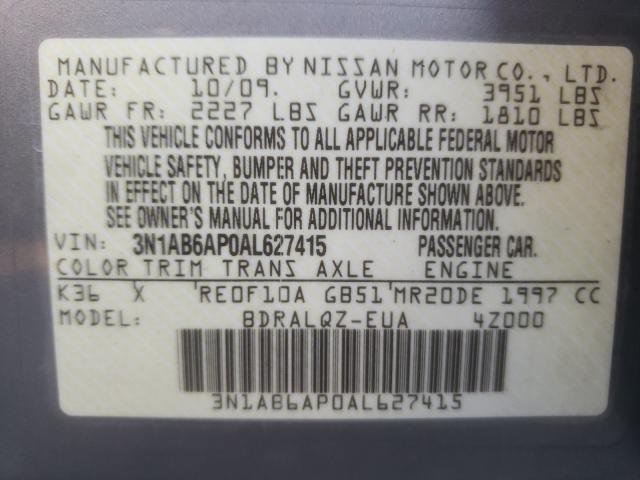 MANUFACTURED BY NISSAN MOTOR CO., LTD.
DATE: 10/09. GVWR: 3951 LBS
GAWR FR: 2227 LBS GAWR RR: 1810 LBS
THIS VEHICLE CONFORMS TO ALL APPLICABLE FEDERAL MOTOR
VEHICLE SAFETY, BUMPER AND THEFT PREVENTION STANDARDS
IN EFFECT ON THE DATE OF MANUFACTURE SHOWN ABOVE.
SEE OWNER'S MANUAL FOR ADDITIONAL INFORMATION.
VIN: 3N1AB6AP0AL627415 PASSENGER CAR.
COLOR TRIM TRANS AXLE ENGINE
K36 X 'RE0F10A GB51 'MR20DE 1997 CC
MODEL: BDRALQZ-EUA 4Z000
3N1AB6AP0AL627415